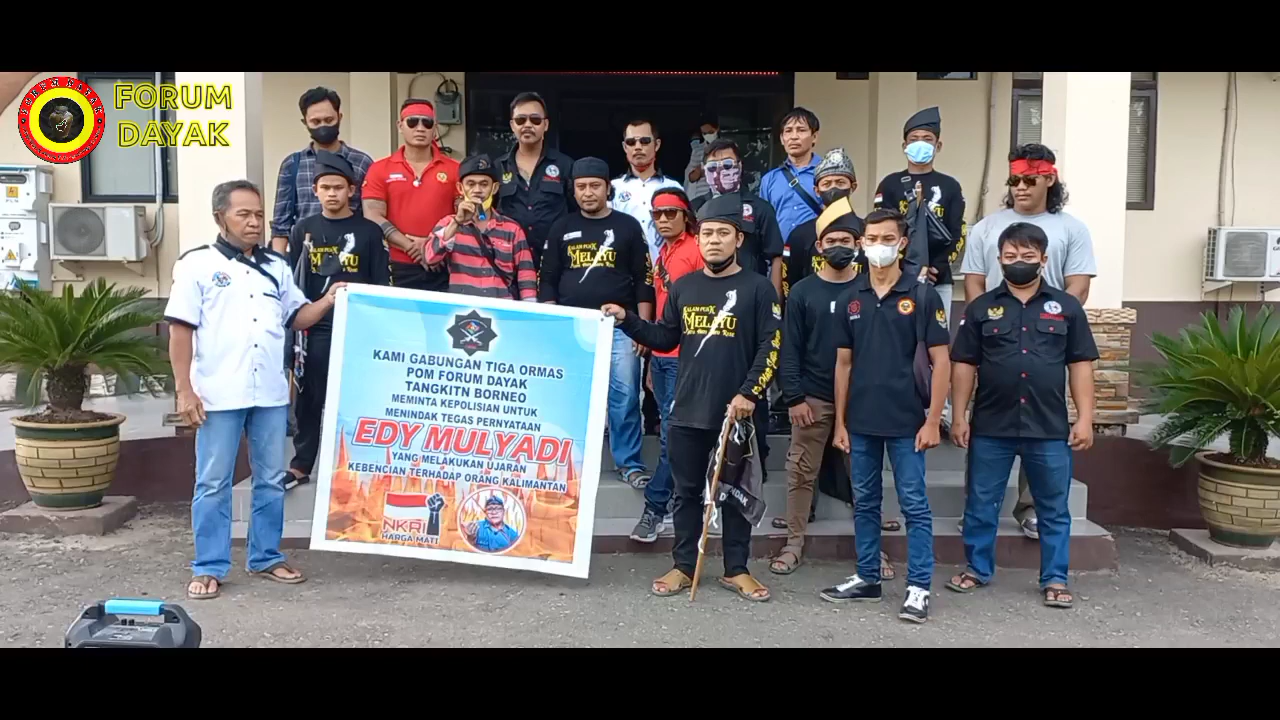 FORUM
DAYAK
FORUM DAYAK
KAMI GABUNGAN TIGA ORMAS
POM FORUM DAYAK
TANGKITN BORNEO
MEMINTA KEPOLISIAN UNTUK
MENINDAK TEGAS PERNYATAAN
EDY MULYADI
YANG MELAKUKAN UJARAN
KEBENCIAN TERHADAP ORANG KALIMANTAN
NKRI
HARGA MATI
MELAYU
MELAYU